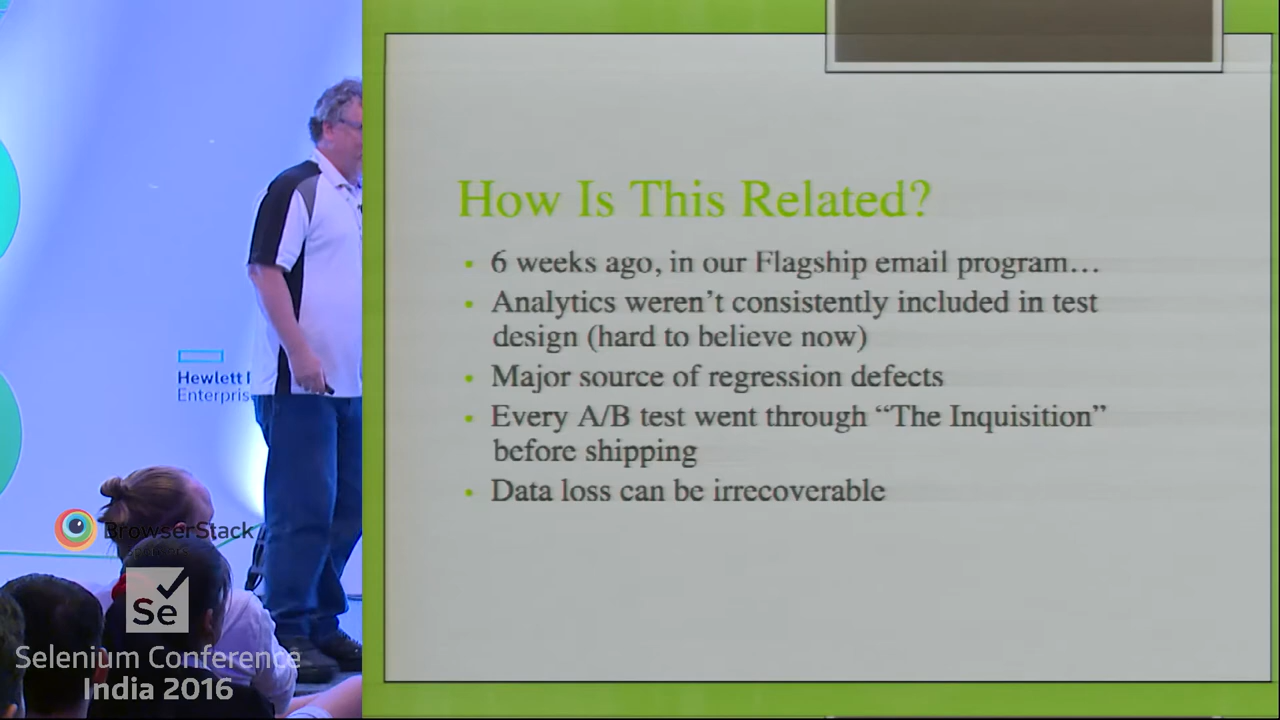 How Is This Related?
• 6 weeks ago, in our Flagship email program…
• Analytics weren't consistently included in test
design (hard to believe now)
• Major source of regression defects
• Every A/B test went through “The Inquisition”
before shipping
• Data loss can be irrecoverable
Hewlett
Enterpris
BrowserStack
Se
Selenium Conference
India 2016